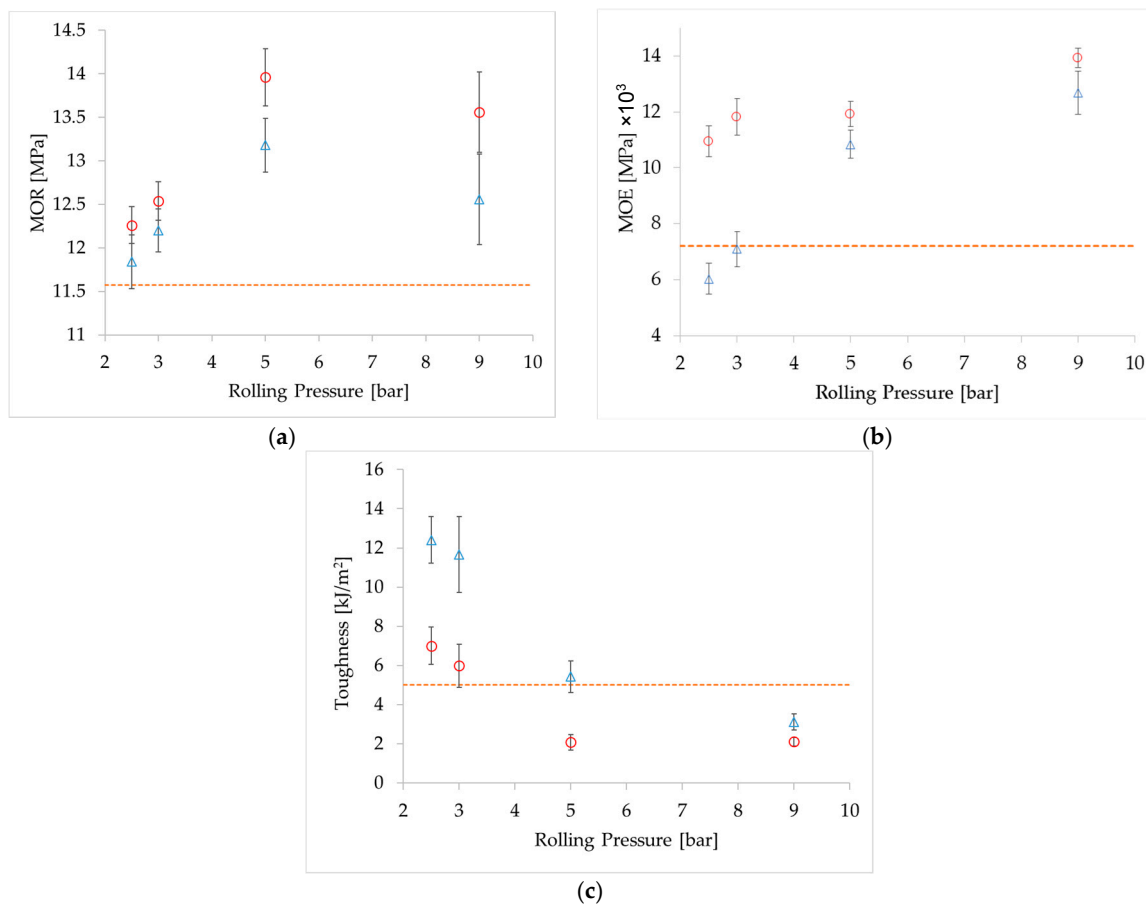 14.5
14
13.5
13
12.5
12
11.5
11
MOR [MPa]
2 3 4 5 6 7 8 9 10
Rolling Pressure [bar]
(a)
14
12
10
8
6
4
MOE [MPa] ×10³
2 3 4 5 6 7 8 9 10
Rolling Pressure [bar]
(b)
16
14
12
10
8
6
4
2
0
Toughness [kJ/m²]
2 3 4 5 6 7 8 9 10
Rolling Pressure [bar]
(c)